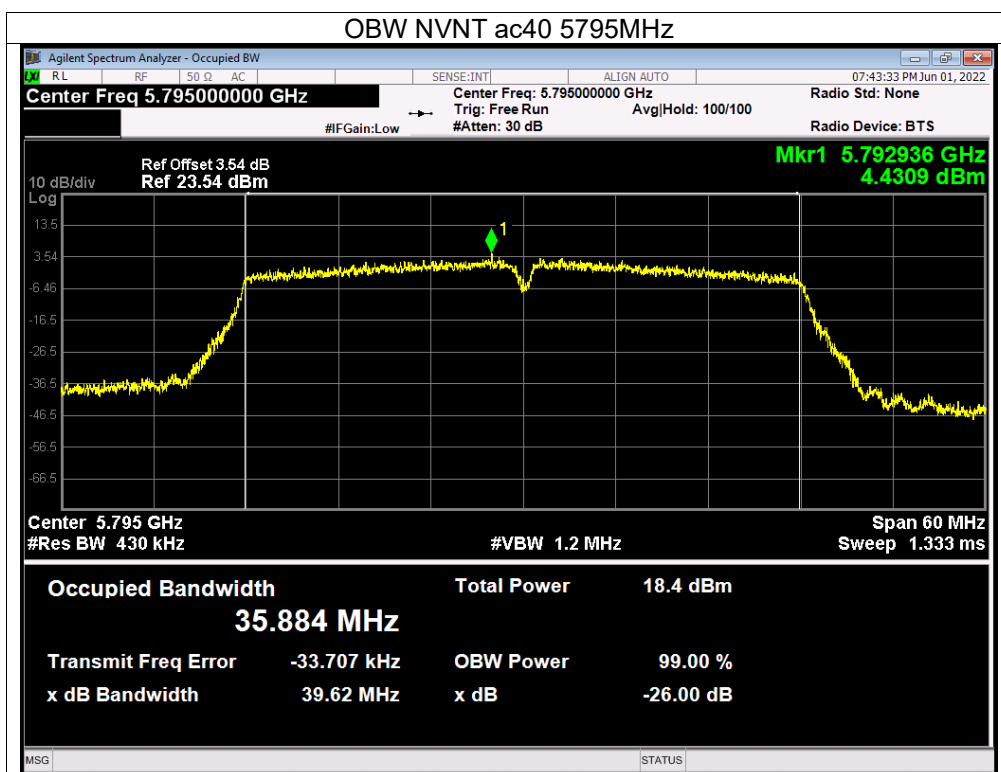 OBW NVNT ac40 5795MHz
Agilent Spectrum Analyzer - Occupied BW
LXI RL RF 50 Ω AC SENSE:INT ALIGN AUTO 07:43:33 PM Jun 01, 2022
Center Freq 5.795000000 GHz Center Freq: 5.795000000 GHz Radio Std: None
Trig: Free Run Avg|Hold: 100/100
#IFGain:Low #Atten: 30 dB Radio Device: BTS
Mkr1 5.792936 GHz
4.4309 dBm
Ref Offset 3.54 dB
10 dB/div Ref 23.54 dBm
Log
13.5
1
3.54
-6.46
-16.5
-26.5
-36.5
-46.5
-56.5
-66.5
Center 5.795 GHz Span 60 MHz
#Res BW 430 kHz #VBW 1.2 MHz Sweep 1.333 ms
Occupied Bandwidth Total Power 18.4 dBm
35.884 MHz
Transmit Freq Error -33.707 kHz OBW Power 99.00 %
x dB Bandwidth 39.62 MHz x dB -26.00 dB
MSG STATUS